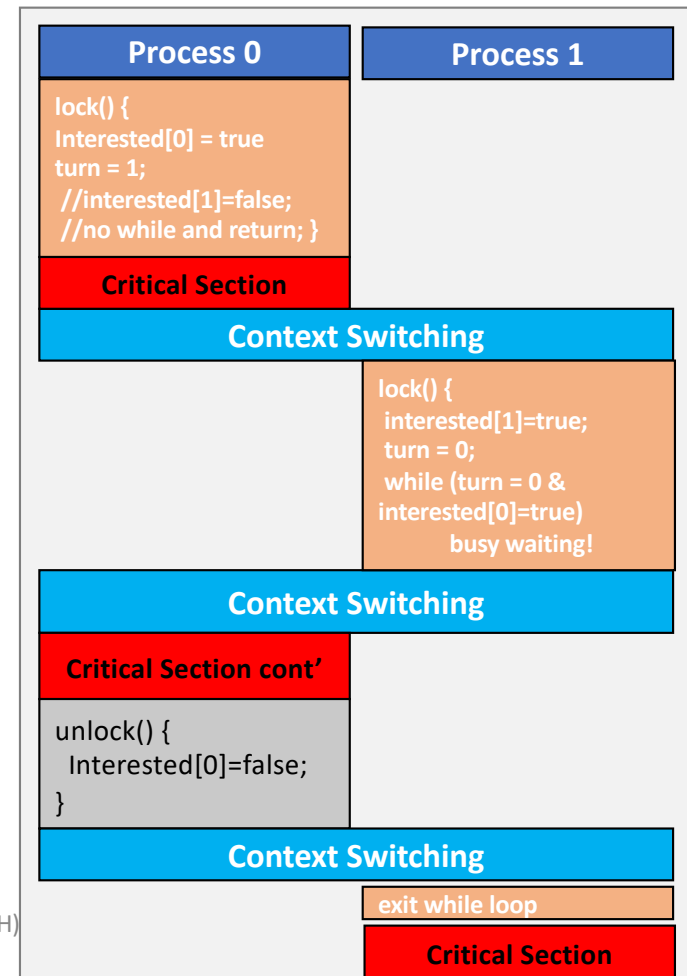 Process 0
Process 1
lock() {
Interested[0] = true
turn = 1;
//interested[1]=false;
//no while and return; }
Critical Section
Context Switching
lock() {
interested[1]=true;
turn = 0;
while (turn = 0 &
interested[0]=true)
busy waiting!
Context Switching
Critical Section cont’
unlock() {
Interested[0]=false;
}
Context Switching
H)
exit while loop
Critical Section